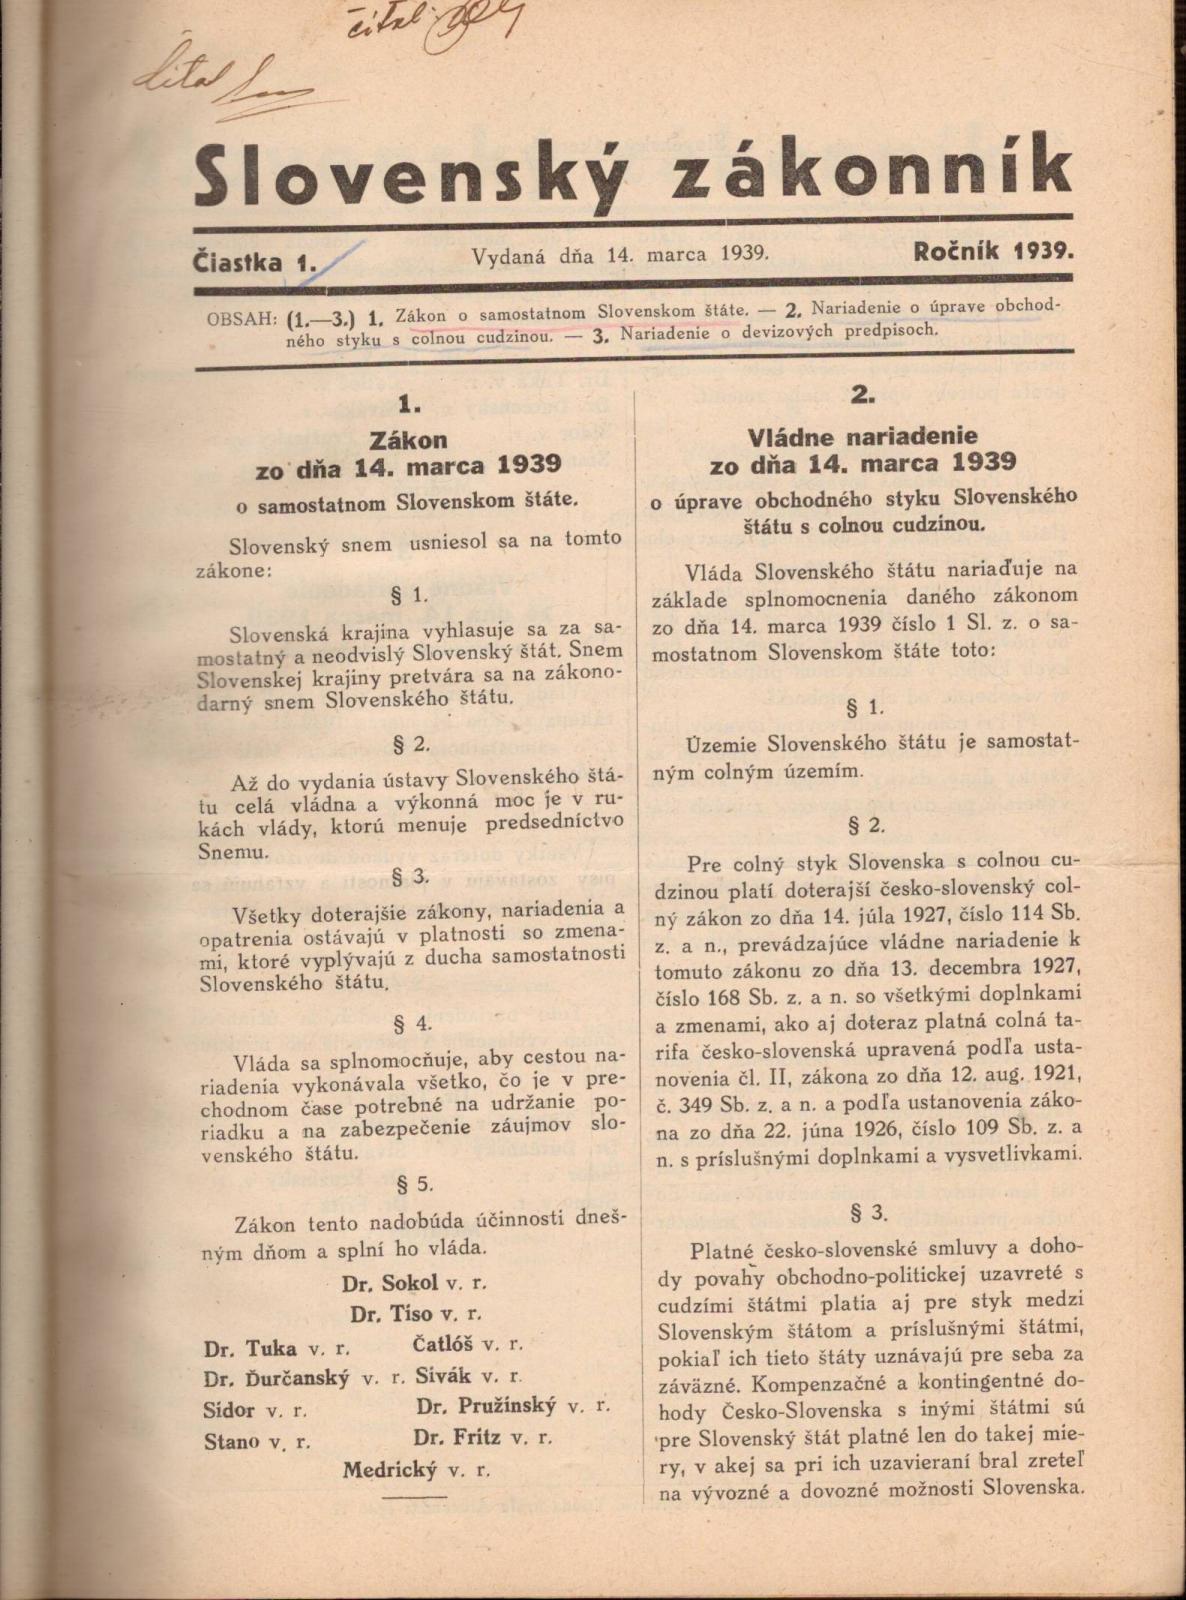 čítal
čítal
Slovenský zákonník
Čiastka 1.
Vydaná dňa 14. marca 1939.
Ročník 1939.
OBSAH: (1.—3.) 1. Zákon o samostatnom Slovenskom štáte. — 2. Nariadenie o úprave obchod-
ného styku s colnou cudzinou. — 3. Nariadenie o devizových predpisoch.
1.
Zákon
zo dňa 14. marca 1939
o samostatnom Slovenskom štáte.
Slovenský snem usniesol sa na tomto
zákone:
§ 1.
Slovenská krajina vyhlasuje sa za sa-
mostatný a neodvislý Slovenský štát. Snem
Slovenskej krajiny pretvára sa na zákono-
darný snem Slovenského štátu.
§ 2.
Až do vydania ústavy Slovenského štá-
tu celá vládna a výkonná moc je v ru-
kách vlády, ktorú menuje predsedníctvo
Snemu.
§ 3.
Všetky doterajšie zákony, nariadenia a
opatrenia ostávajú v platnosti so zmena-
mi, ktoré vyplývajú z ducha samostatnosti
Slovenského štátu.
§ 4.
Vláda sa splnomocňuje, aby cestou na-
riadenia vykonávala všetko, čo je v pre-
chodnom čase potrebné na udržanie po-
riadku a na zabezpečenie záujmov slo-
venského štátu.
§ 5.
Zákon tento nadobúda účinnosti dneš-
ným dňom a splní ho vláda.
Dr. Sokol v. r.
Dr. Tiso v. r.
Dr. Tuka v. r. Čatlóš v. r.
Dr. Ďurčanský v. r. Sivák v. r.
Sidor v. r. Dr. Pružinský v. r.
Stano v. r. Dr. Fritz v. r.
Medrický v. r.
2.
Vládne nariadenie
zo dňa 14. marca 1939
o úprave obchodného styku Slovenského
štátu s colnou cudzinou.
Vláda Slovenského štátu nariaďuje na
základe splnomocnenia daného zákonom
zo dňa 14. marca 1939 číslo 1 Sl. z. o sa-
mostatnom Slovenskom štáte toto:
§ 1.
Územie Slovenského štátu je samostat-
ným colným územím.
§ 2.
Pre colný styk Slovenska s colnou cu-
dzinou platí doterajší česko-slovenský col-
ný zákon zo dňa 14. júla 1927, číslo 114 Sb.
z. a n., prevádzajúce vládne nariadenie k
tomuto zákonu zo dňa 13. decembra 1927,
číslo 168 Sb. z. a n. so všetkými doplnkami
a zmenami, ako aj doteraz platná colná ta-
rifa česko-slovenská upravená podľa usta-
novenia čl. II, zákona zo dňa 12. aug. 1921,
č. 349 Sb. z. a n. a podľa ustanovenia záko-
na zo dňa 22. júna 1926, číslo 109 Sb. z. a
n. s príslušnými doplnkami a vysvetlivkami.
§ 3.
Platné česko-slovenské smluvy a doho-
dy povahy obchodno-politickej uzavreté s
cudzími štátmi platia aj pre styk medzi
Slovenským štátom a príslušnými štátmi,
pokiaľ ich tieto štáty uznávajú pre seba za
záväzné. Kompenzačné a kontingentné do-
hody Česko-Slovenska s inými štátmi sú
pre Slovenský štát platné len do takej mie-
ry, v akej sa pri ich uzavieraní bral zreteľ
na vývozné a dovozné možnosti Slovenska.